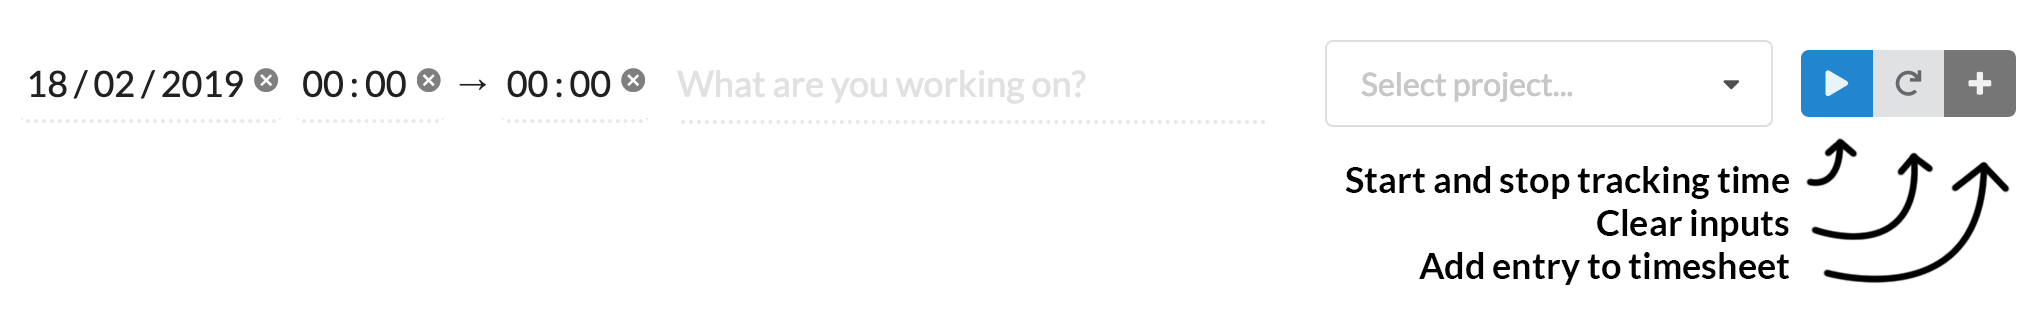 18/02/2019 00:00 → 00:00 What are you working on? Select project...
Start and stop tracking time
Clear inputs
Add entry to timesheet